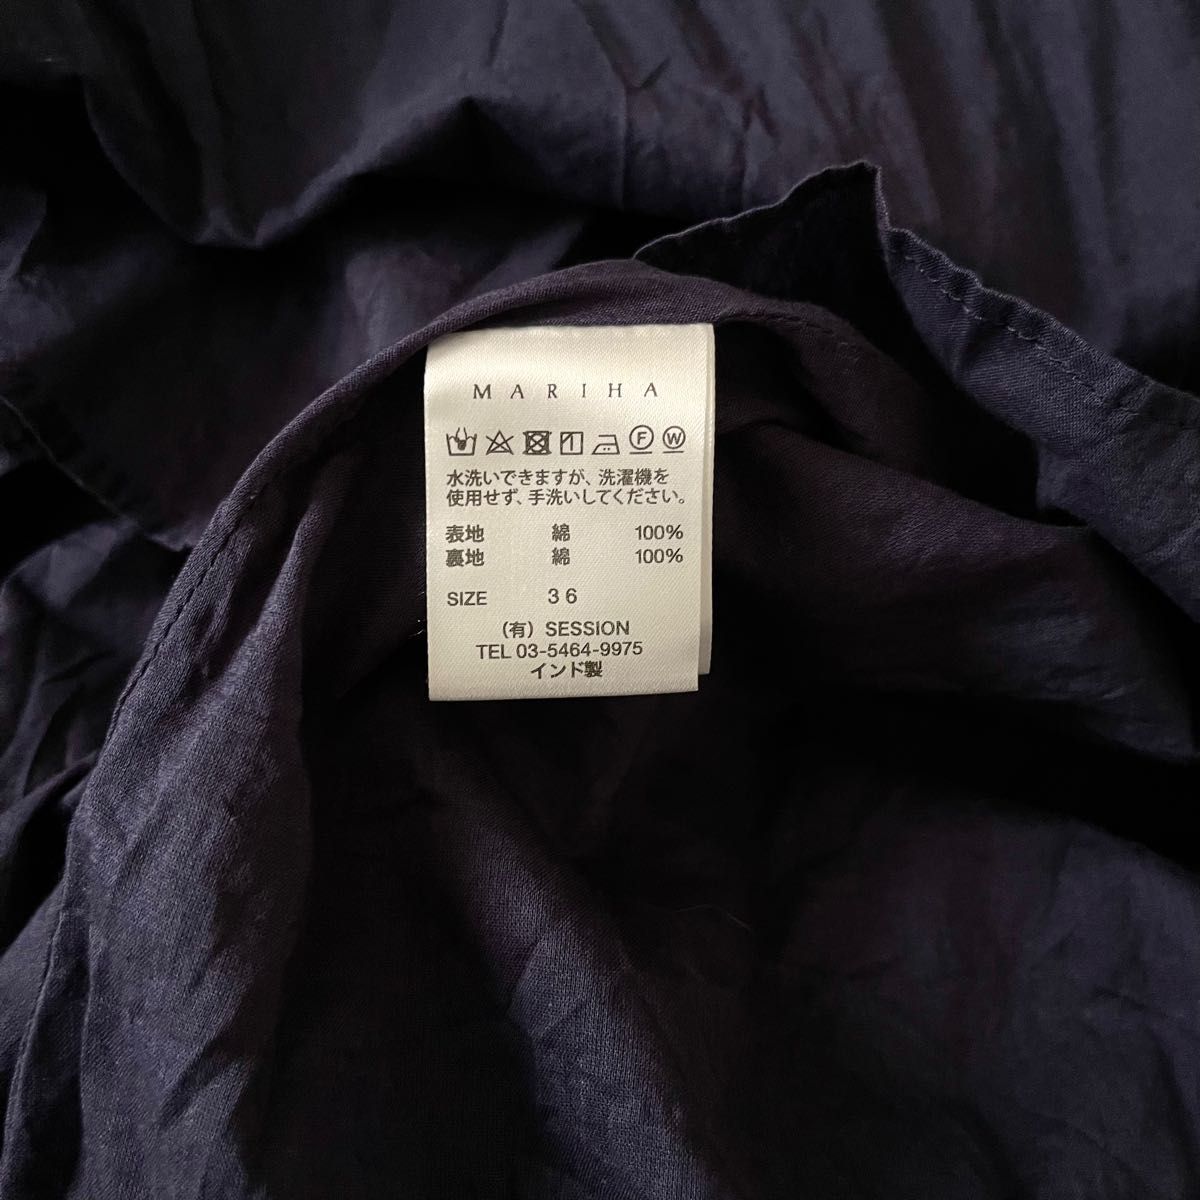 MARIHA
F W
水洗いできますが、洗濯機を
使用せず、手洗いしてください。
表地 綿 100%
裏地 綿 100%
SIZE 36
(有) SESSION
TEL 03-5464-9975
インド製